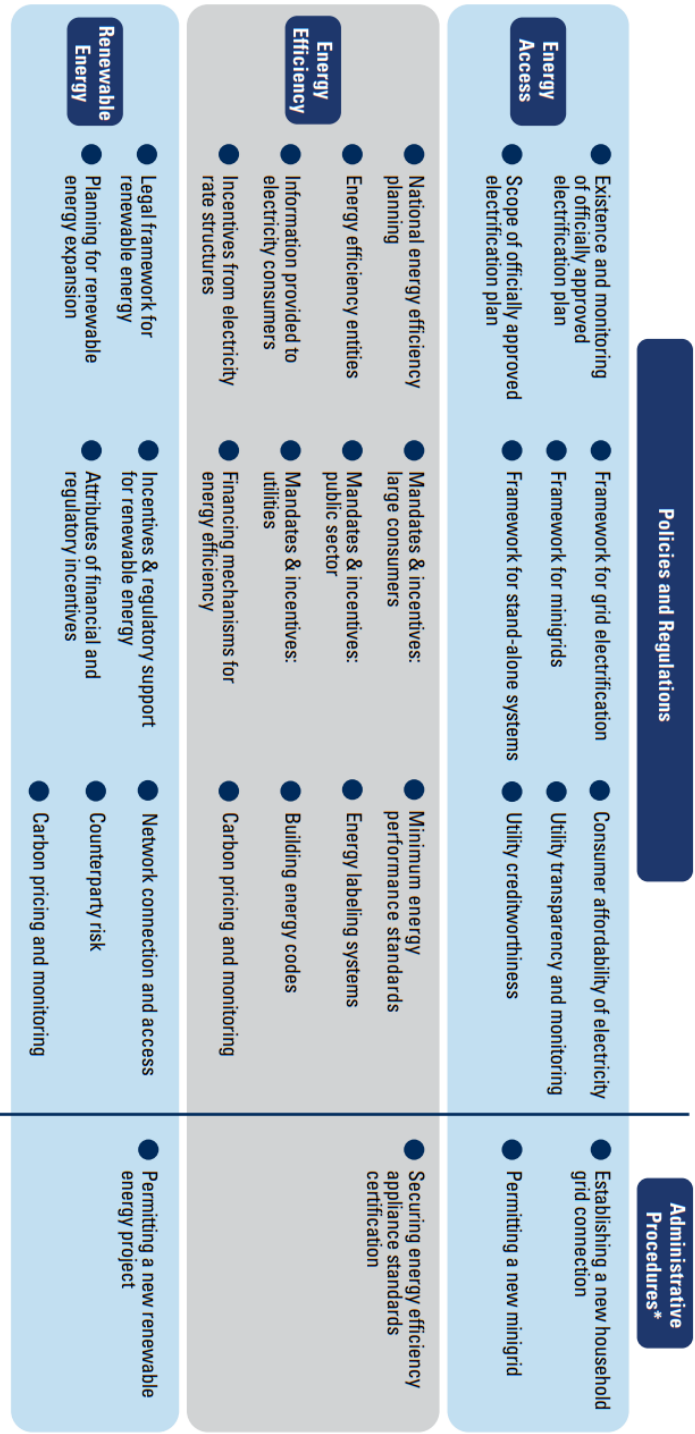 Policies and Regulations
Administrative
Procedures*
Energy
Access
Existence and monitoring
of officially approved
electrification plan
Scope of officially approved
electrification plan
Framework for grid electrification
Framework for minigrids
Framework for stand-alone systems
Consumer affordability of electricity
Utility transparency and monitoring
Utility creditworthiness
Establishing a new household
grid connection
Permitting a new minigrid
Energy
Efficiency
National energy efficiency
planning
Energy efficiency entities
Information provided to
electricity consumers
Incentives from electricity
rate structures
Mandates & incentives:
large consumers
Mandates & incentives:
public sector
Mandates & incentives:
utilities
Financing mechanisms for
energy efficiency
Minimum energy
performance standards
Energy labeling systems
Building energy codes
Carbon pricing and monitoring
Securing energy efficiency
appliance standards
certification
Renewable
Energy
Legal framework for
renewable energy
Planning for renewable
energy expansion
Incentives & regulatory support
for renewable energy
Attributes of financial and
regulatory incentives
Network connection and access
Counterparty risk
Carbon pricing and monitoring
Permitting a new renewable
energy project